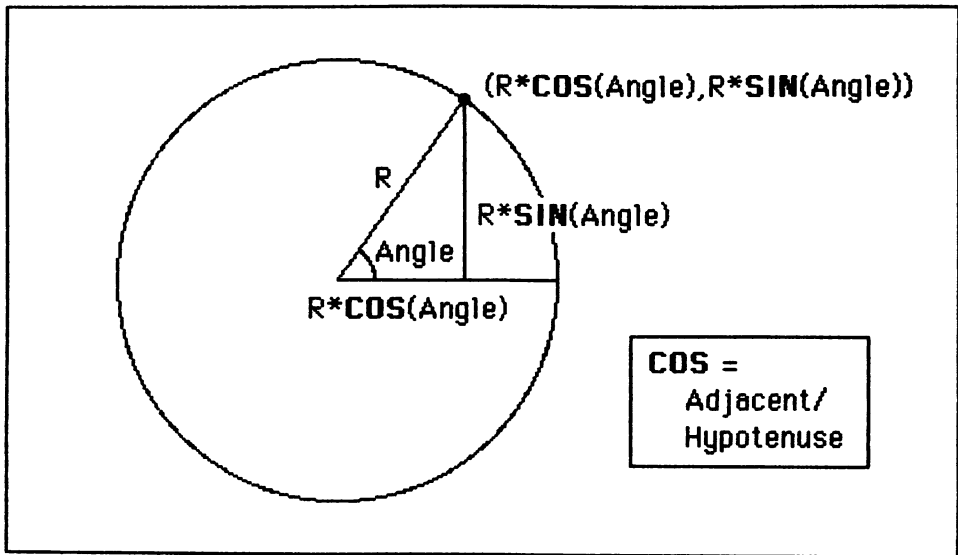 (R*COS(Angle),R*SIN(Angle))
R
R*SIN(Angle)
Angle
R*COS(Angle)
COS =
Adjacent/
Hypotenuse